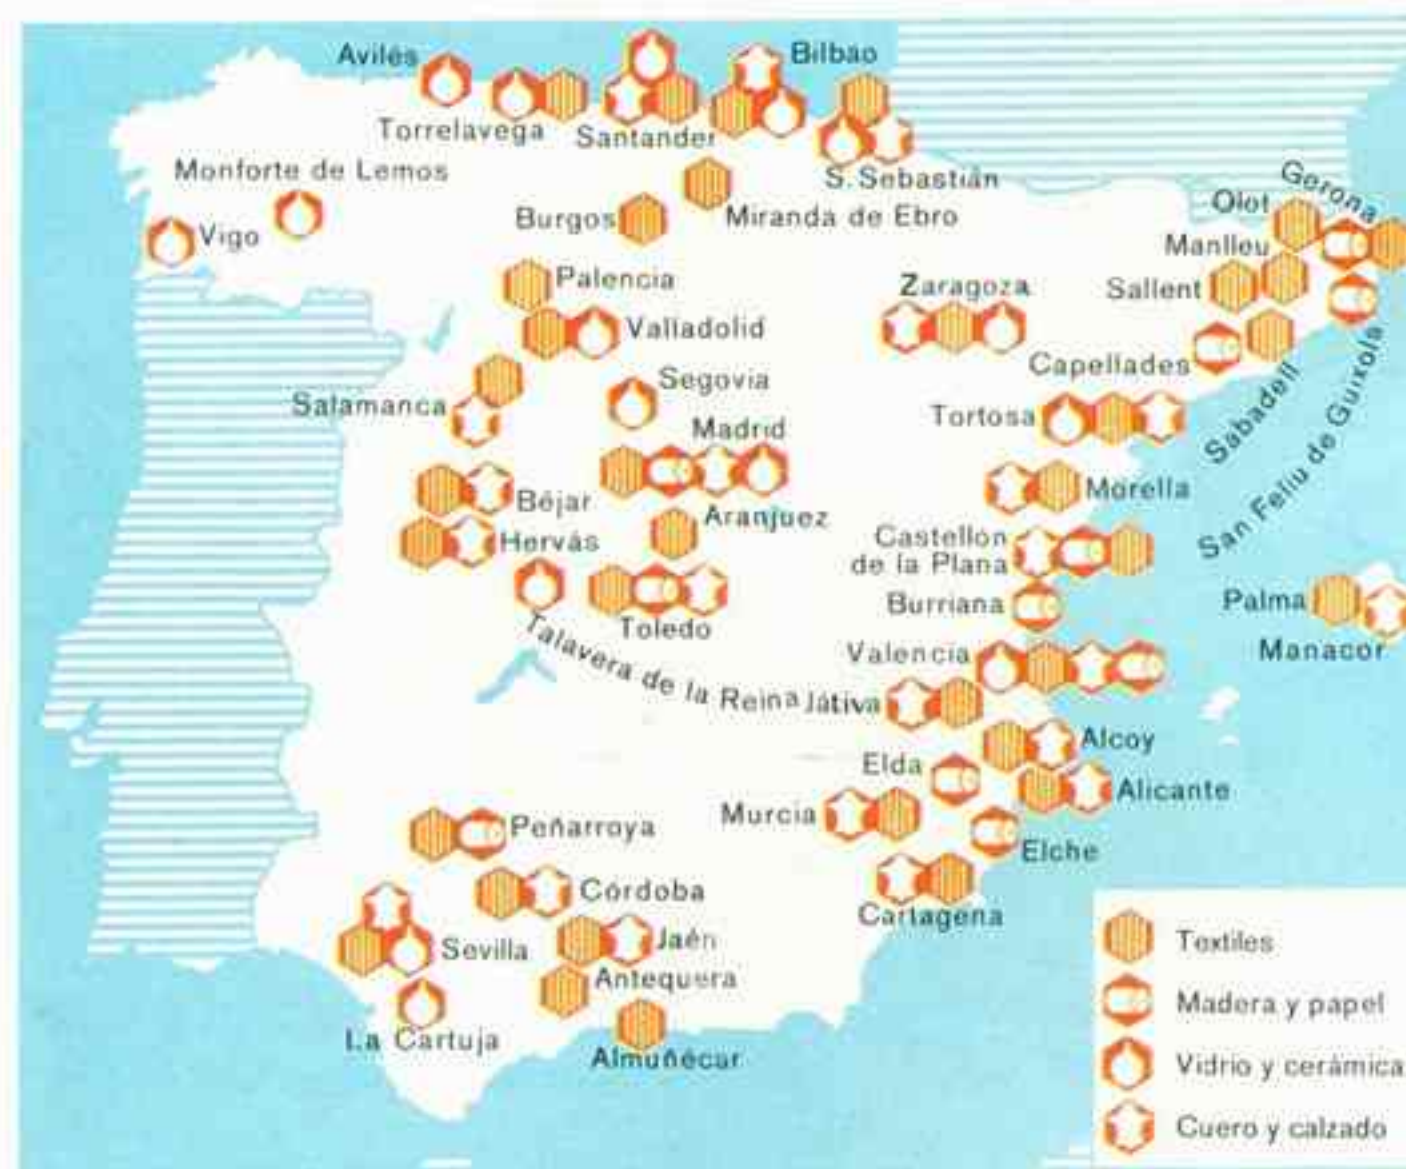 Avilés
Bilbao
Torrelavega
Santander
S. Sebastián
Monforte de Lemos
Vigo
Burgos
Miranda de Ebro
Gerona
Olot
Manlleu
Sallent
Palencia
Zaragoza
Valladolid
Capellades
Segovia
Salamanca
Tortosa
Sabadell
San Feliu de Guixols
Madrid
Béjar
Morella
Aranjuez
Hervás
Castellón
de la Plana
Burriana
Palma
Manacor
Toledo
Talavera de la Reina
Valencia
Játiva
Alcoy
Elda
Alicante
Murcia
Peñarroya
Elche
Córdoba
Cartagena
Sevilla
Jaén
Antequera
La Cartuja
Almuñécar
Textiles
Madera y papel
Vidrio y cerámica
Cuero y calzado